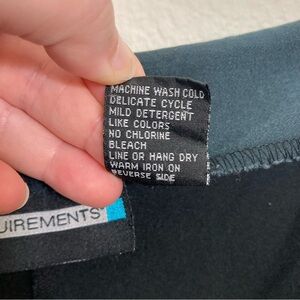 MACHINE WASH COLD
DELICATE CYCLE
MILD DETERGENT
LIKE COLORS
NO CHLORINE
BLEACH
LINE OR HANG DRY
WARM IRON ON
REVERSE SIDE
UIREMENTS